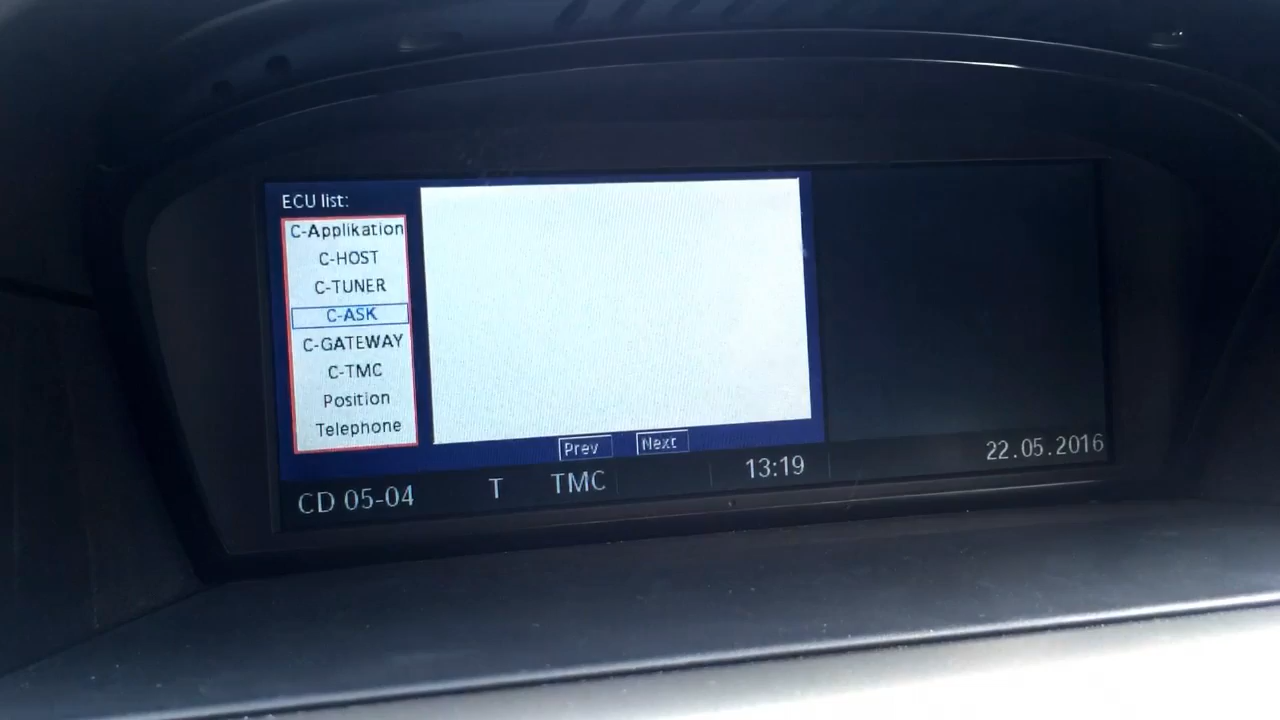 ECU list:
C-Applikation
C-HOST
C-TUNER
C-ASK
C-GATEWAY
C-TMC
Position
Telephone
Prev Next
CD 05-04 T TMC 13:19 22.05.2016